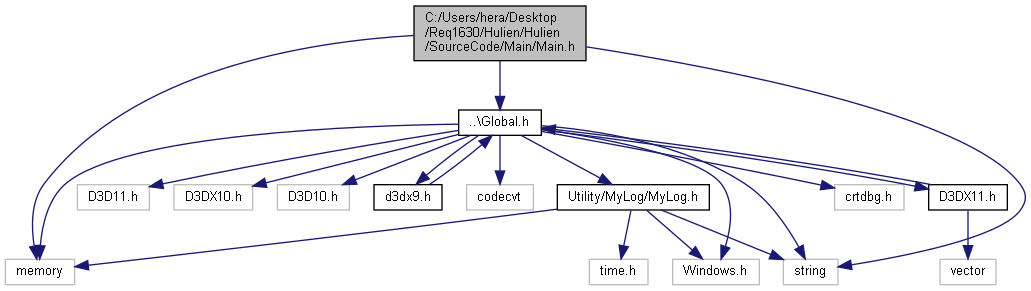 C:/Users/hera/Desktop
/Req1630/Hulien/Hulien
/SourceCode/Main/Main.h
..\Global.h
D3D11.h
D3DX10.h
D3D10.h
d3dx9.h
codecvt
Utility/MyLog/MyLog.h
crtdbg.h
D3DX11.h
memory
time.h
Windows.h
string
vector